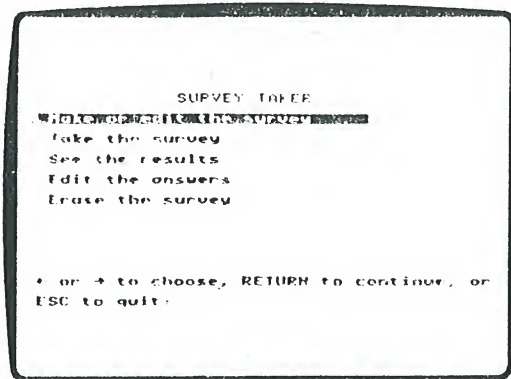 SURVEY TAKER
Make or edit the survey
Take the survey
See the results
Edit the answers
Erase the survey
← or → to choose, RETURN to continue, or
ESC to quit: